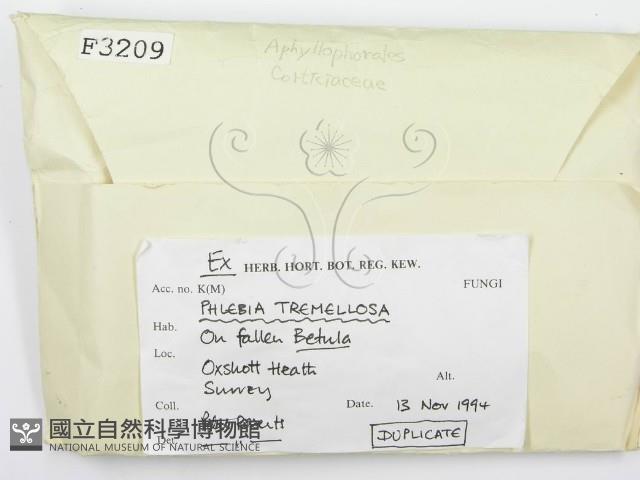 F3209
Aphyllophorales
Corticiaceae
Ex HERB. HORT. BOT. REG. KEW.
Acc. no. K(M)
FUNGI
PHLEBIA TREMELLOSA
Hab. On fallen Betula
Loc. Oxshott Heath
Surrey
Alt.
Coll.
Date. 13 Nov 1994
Det.
DUPLICATE
國立自然科學博物館
NATIONAL MUSEUM OF NATURAL SCIENCE